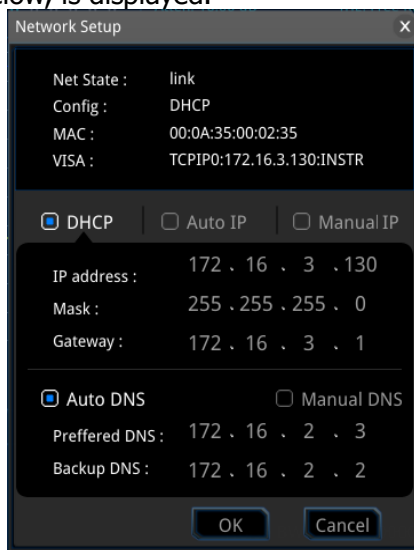 low) is displayed.
Network Setup X
Net State : link
Config : DHCP
MAC : 00:0A:35:00:02:35
VISA : TCPIP0:172.16.3.130:INSTR
DHCP Auto IP Manual IP
IP address : 172 . 16 . 3 . 130
Mask : 255 . 255 . 255 . 0
Gateway : 172 . 16 . 3 . 1
Auto DNS Manual DNS
Preffered DNS : 172 . 16 . 2 . 3
Backup DNS : 172 . 16 . 2 . 2
OK Cancel